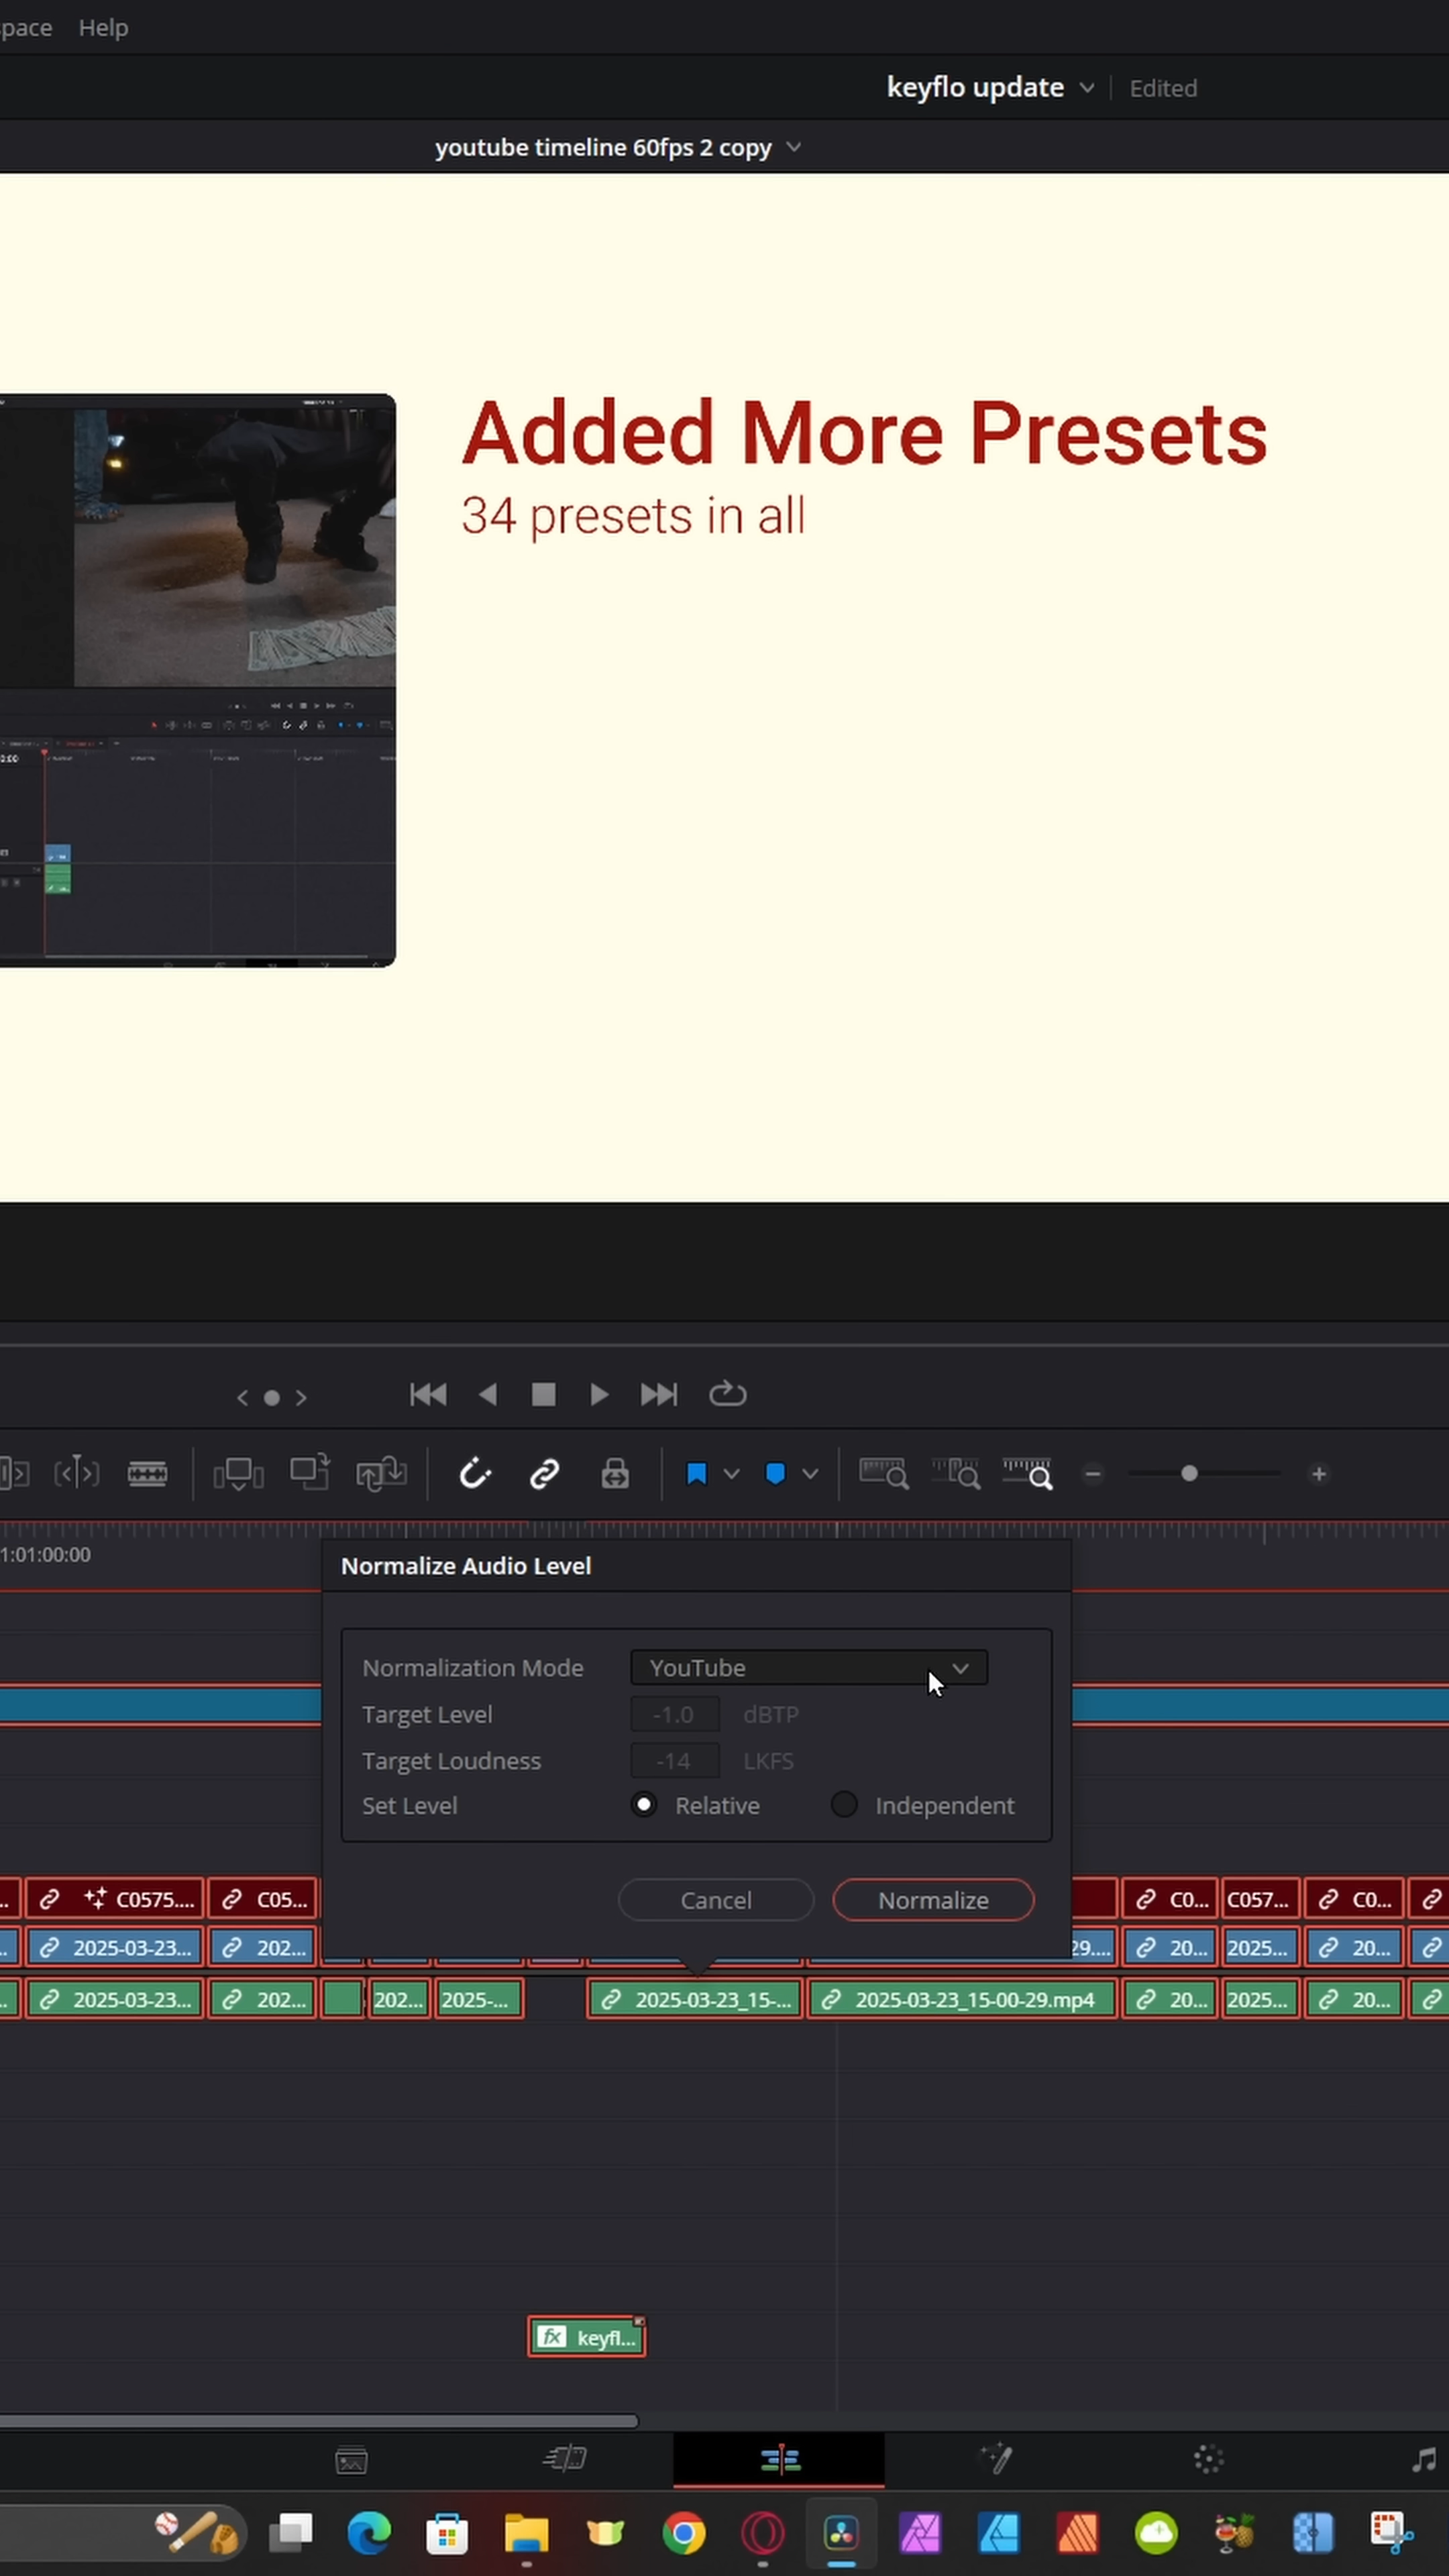 pace Help
keyflo update Edited
youtube timeline 60fps 2 copy
Added More Presets
34 presets in all
1:01:00:00
Normalize Audio Level
Normalization Mode YouTube
Target Level -1.0 dBTP
Target Loudness -14 LKFS
Set Level Relative Independent
Cancel Normalize
.. C0575.... C05... C0... C057... C0...
.. 2025-03-23... 202... 29.... 20... 2025... 20...
.. 2025-03-23... 202... 202... 2025-... 2025-03-23_15-... 2025-03-23_15-00-29.mp4 20... 2025... 20...
fx keyfl...